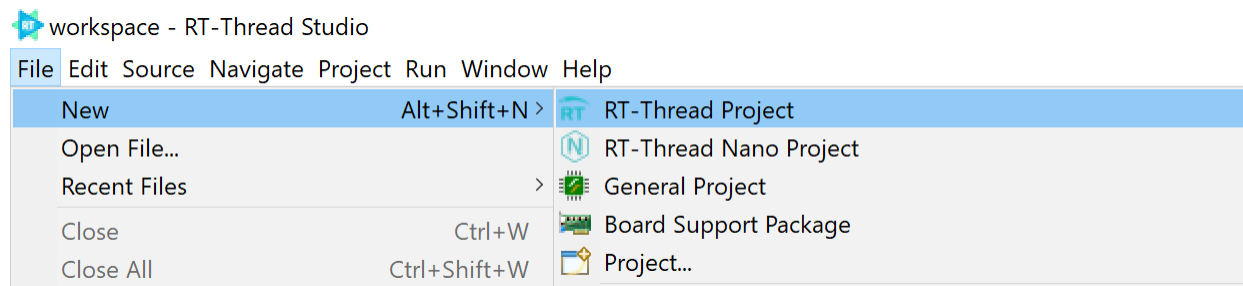 workspace - RT-Thread Studio
File Edit Source Navigate Project Run Window Help
New Alt+Shift+N
Open File...
Recent Files
Close Ctrl+W
Close All Ctrl+Shift+W
RT RT-Thread Project
N RT-Thread Nano Project
General Project
Board Support Package
Project...